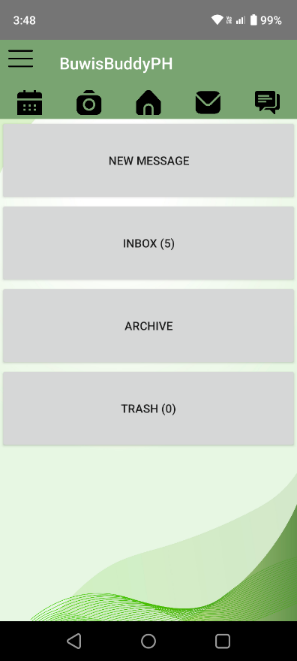 3:48
99%
BuwisBuddyPH
NEW MESSAGE
INBOX (5)
ARCHIVE
TRASH (0)